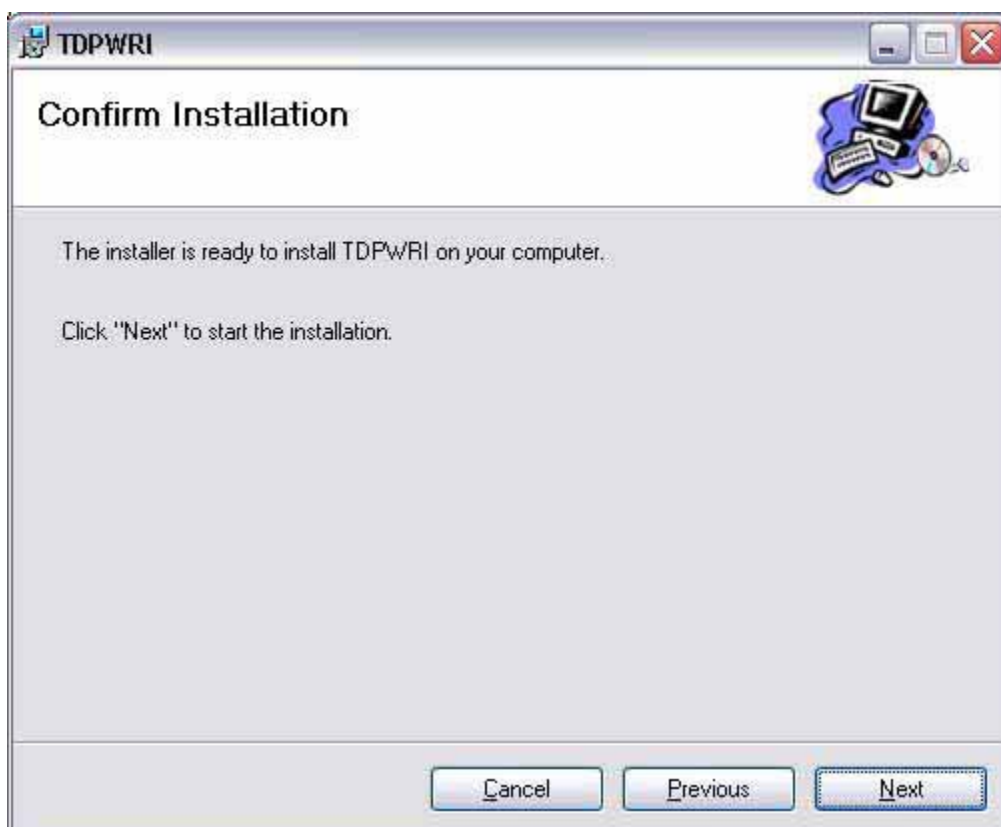 TDPWRI
Confirm Installation
The installer is ready to install TDPWRI on your computer.
Click "Next" to start the installation.
Cancel
Previous
Next